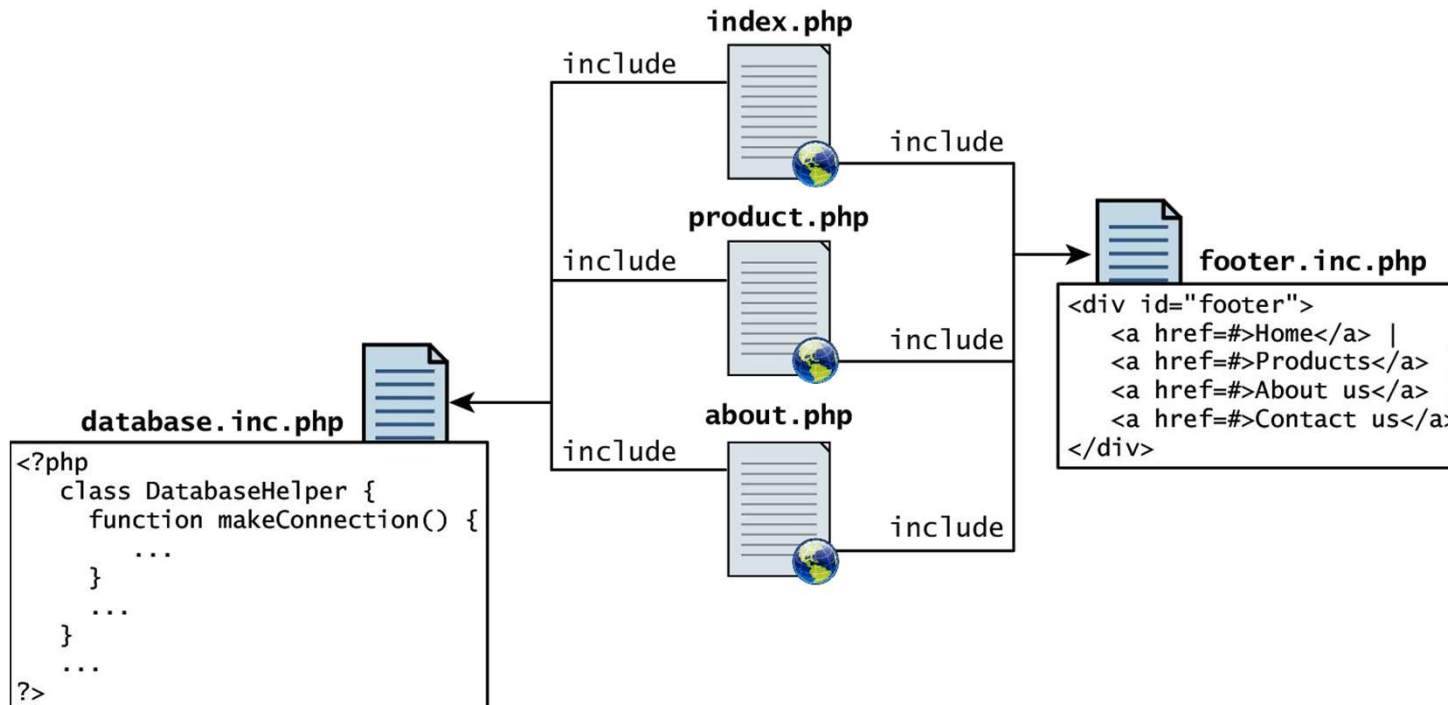 index.php
include
include
product.php
include
include
about.php
include
include
footer.inc.php
<div id="footer">
   <a href=#>Home</a> |
   <a href=#>Products</a> |
   <a href=#>About us</a>
   <a href=#>Contact us</a>
</div>
database.inc.php
<?php
   class DatabaseHelper {
     function makeConnection() {
        ...
     }
     ...
   }
   ...
?>